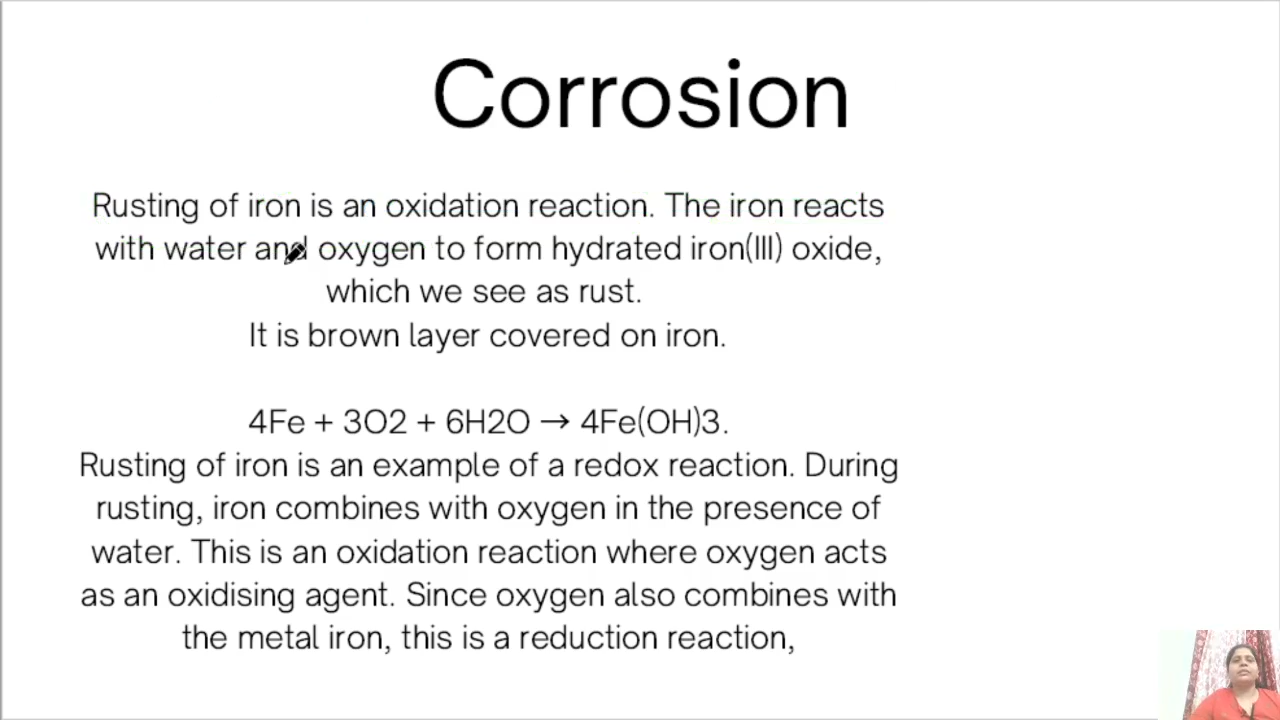 Corrosion
Rusting of iron is an oxidation reaction. The iron reacts
with water and oxygen to form hydrated iron(III) oxide,
which we see as rust.
It is brown layer covered on iron.
4Fe + 3O2 + 6H2O → 4Fe(OH)3.
Rusting of iron is an example of a redox reaction. During
rusting, iron combines with oxygen in the presence of
water. This is an oxidation reaction where oxygen acts
as an oxidising agent. Since oxygen also combines with
the metal iron, this is a reduction reaction,